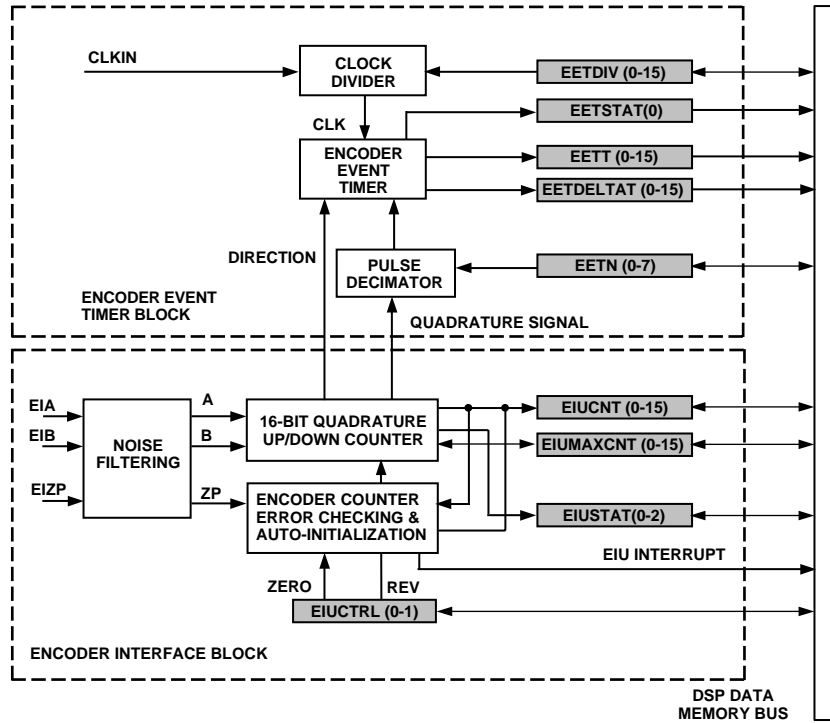 CLKIN
CLOCK
DIVIDER
EETDIV (0-15)
CLK
EETSTAT(0)
ENCODER
EVENT
TIMER
EETT (0-15)
EETDELTAT (0-15)
DIRECTION
PULSE
DECIMATOR
EETN (0-7)
ENCODER EVENT
TIMER BLOCK
QUADRATURE SIGNAL
EIA
EIB
EIZP
NOISE
FILTERING
A
B
ZP
16-BIT QUADRATURE
UP/DOWN COUNTER
EIUCNT (0-15)
EIUMAXCNT (0-15)
ENCODER COUNTER
ERROR CHECKING &
AUTO-INITIALIZATION
EIUSTAT(0-2)
EIU INTERRUPT
ZERO
REV
EIUCTRL (0-1)
ENCODER INTERFACE BLOCK
DSP DATA
MEMORY BUS